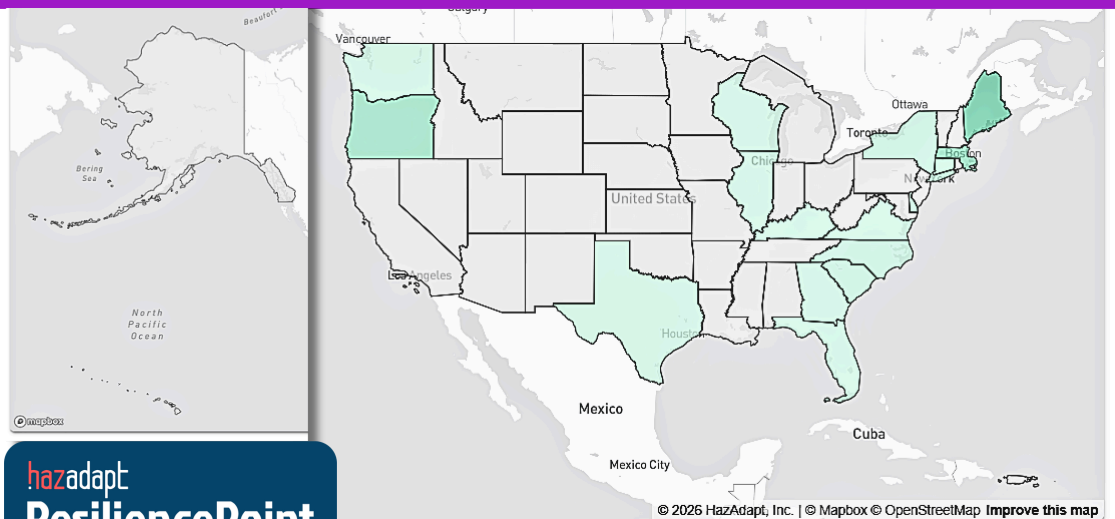 Beaufort
Calgary
Vancouver
Ottawa
Toronto
Boston
Chicago
New York
Bering
Sea
United States
Los Angeles
North
Pacific
Ocean
Houston
Mexico
mapbox
Cuba
Mexico City
hazadapt
ResiliencePoint
© 2026 HazAdapt, Inc. | © Mapbox © OpenStreetMap Improve this map